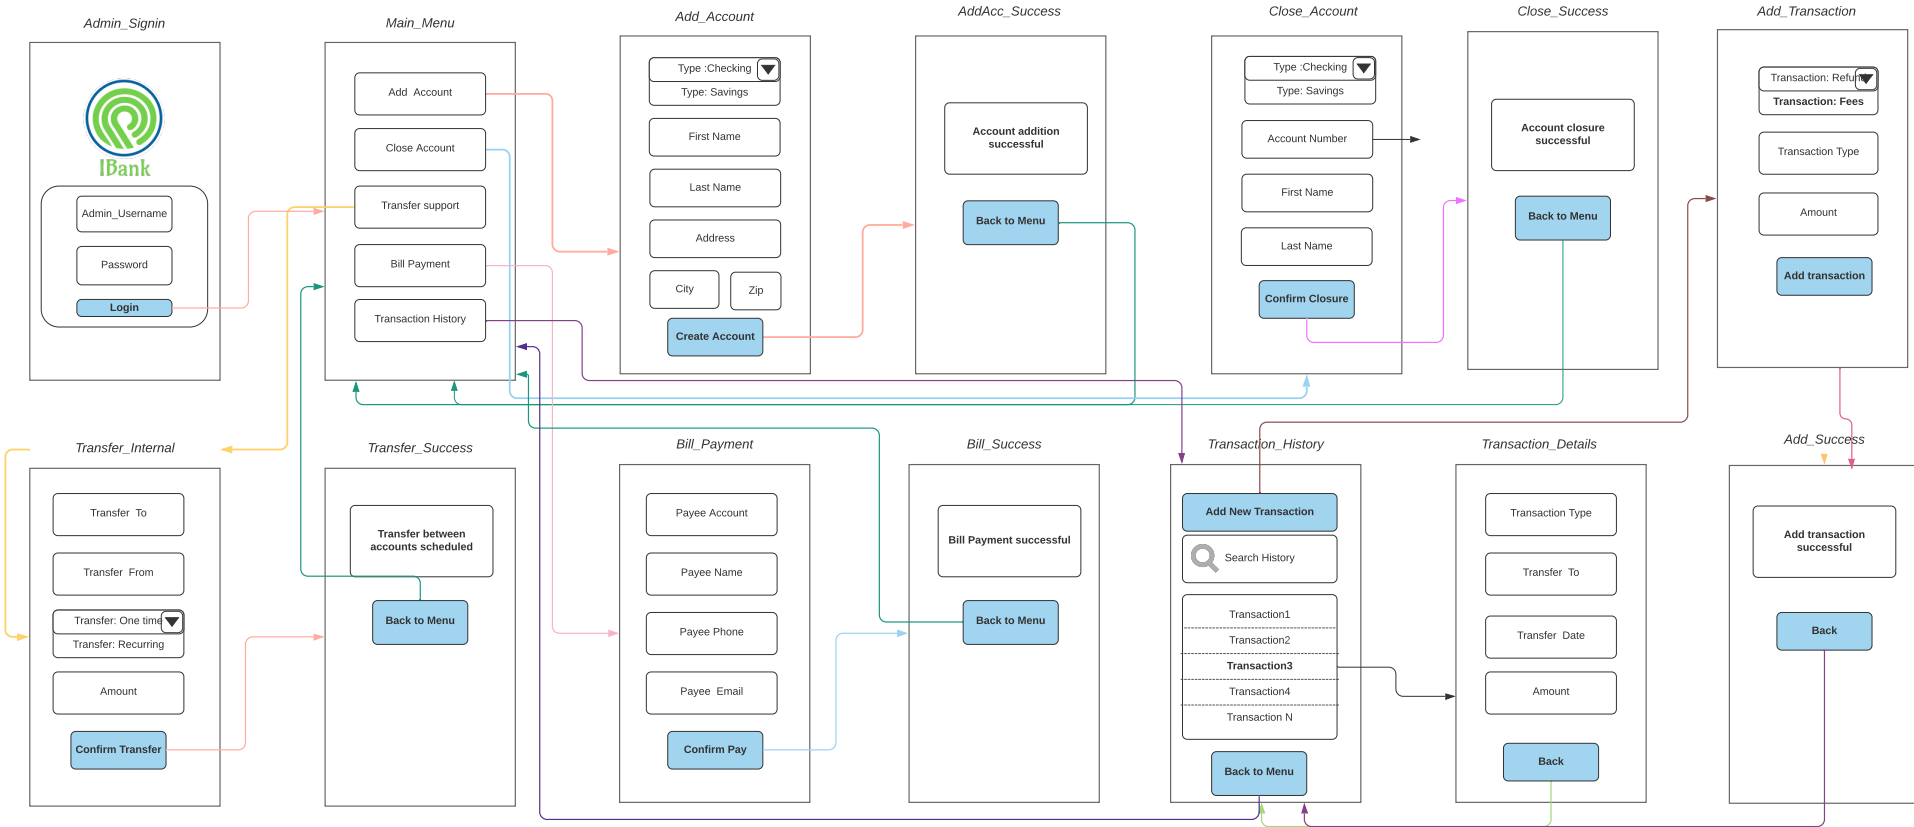 Admin_Signin
IBank
Admin_Username
Password
Login
Main_Menu
Add Account
Close Account
Transfer support
Bill Payment
Transaction History
Add_Account
Type :Checking
Type: Savings
First Name
Last Name
Address
City
Zip
Create Account
AddAcc_Success
Account addition
successful
Back to Menu
Close_Account
Type :Checking
Type: Savings
Account Number
First Name
Last Name
Confirm Closure
Close_Success
Account closure
successful
Back to Menu
Add_Transaction
Transaction: Refund
Transaction: Fees
Transaction Type
Amount
Add transaction
Transfer_Internal
Transfer To
Transfer From
Transfer: One time
Transfer: Recurring
Amount
Confirm Transfer
Transfer_Success
Transfer between
accounts scheduled
Back to Menu
Bill_Payment
Payee Account
Payee Name
Payee Phone
Payee Email
Confirm Pay
Bill_Success
Bill Payment successful
Back to Menu
Transaction_History
Add New Transaction
Search History
Transaction1
Transaction2
Transaction3
Transaction4
Transaction N
Back to Menu
Transaction_Details
Transaction Type
Transfer To
Transfer Date
Amount
Back
Add_Success
Add transaction
successful
Back